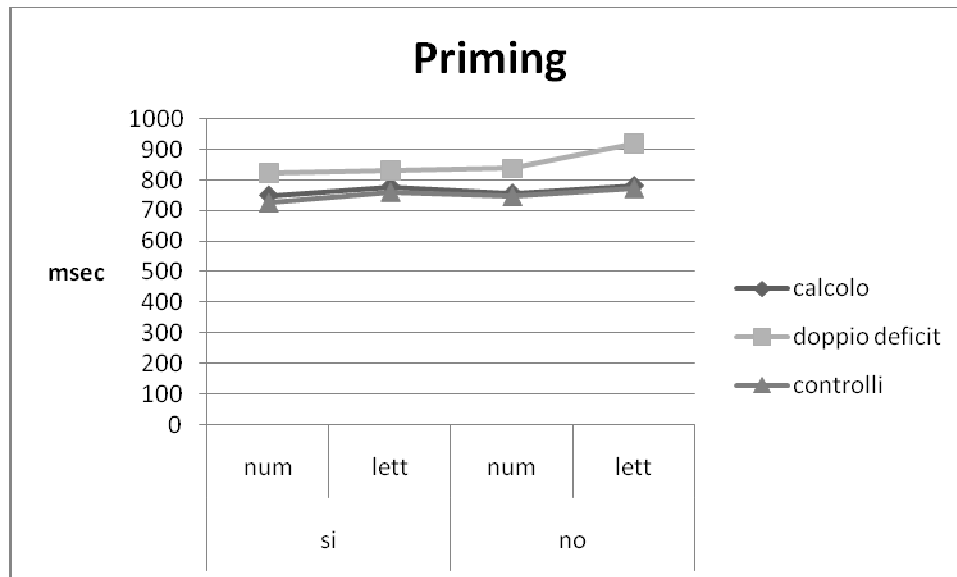 Priming
1000
900
800
700
600
500
400
300
200
100
0
msec
num lett num lett
si no
calcolo
doppio deficit
controlli